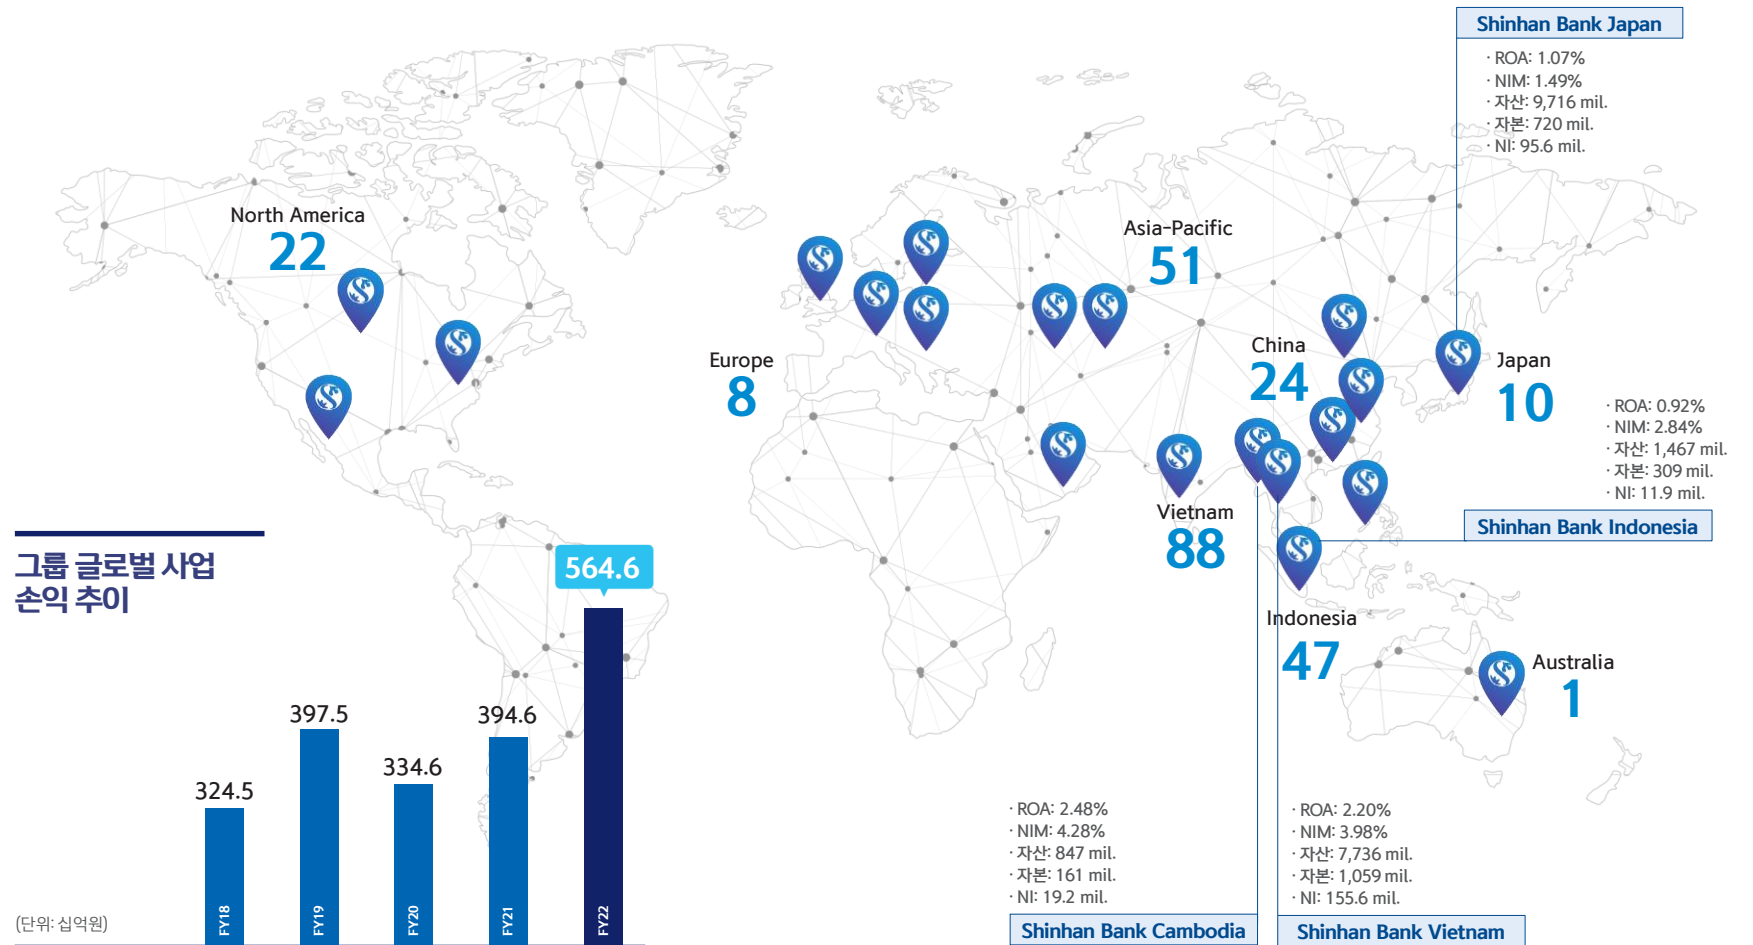 Shinhan Bank Japan
· ROA: 1.07%
· NIM: 1.49%
· 자산: 9,716 mil.
· 자본: 720 mil.
· NI: 95.6 mil.
North America
22
Asia-Pacific
51
Europe
8
China
24
Japan
10
· ROA: 0.92%
· NIM: 2.84%
· 자산: 1,467 mil.
· 자본: 309 mil.
· NI: 11.9 mil.
Shinhan Bank Indonesia
Vietnam
88
Indonesia
47
Australia
1
그룹 글로벌 사업
손익 추이
564.6
397.5
394.6
334.6
324.5
FY18
FY19
FY20
FY21
FY22
(단위: 십억원)
· ROA: 2.48%
· NIM: 4.28%
· 자산: 847 mil.
· 자본: 161 mil.
· NI: 19.2 mil.
Shinhan Bank Cambodia
· ROA: 2.20%
· NIM: 3.98%
· 자산: 7,736 mil.
· 자본: 1,059 mil.
· NI: 155.6 mil.
Shinhan Bank Vietnam